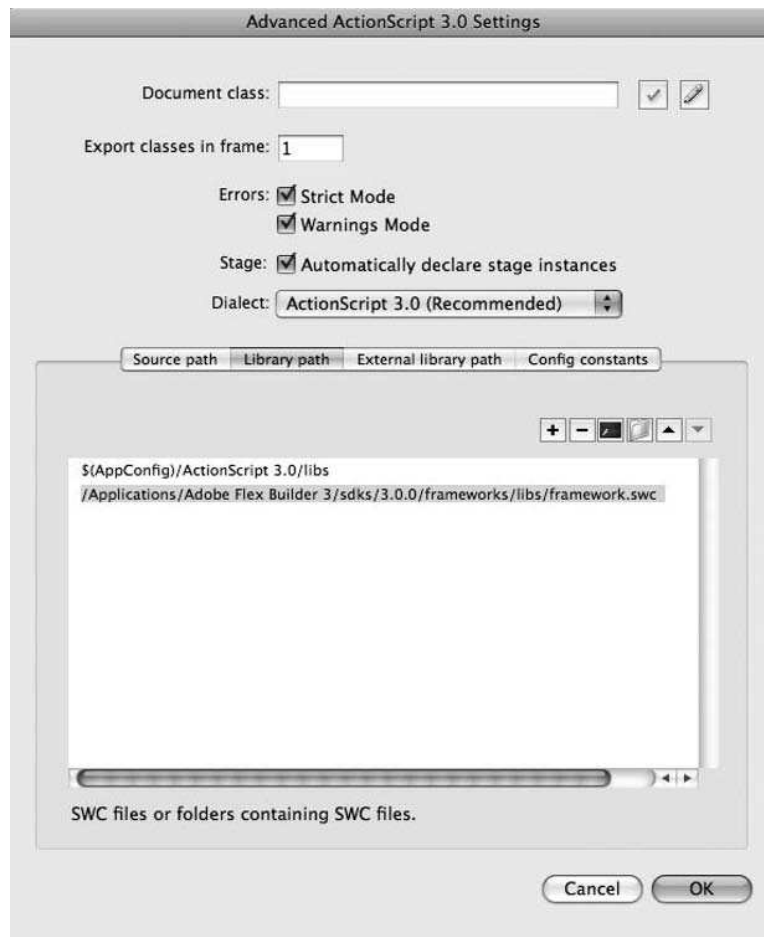 Advanced ActionScript 3.0 Settings
Document class:
Export classes in frame: 1
Errors: Strict Mode
Warnings Mode
Stage: Automatically declare stage instances
Dialect: ActionScript 3.0 (Recommended)
Source path Library path External library path Config constants
$(AppConfig)/ActionScript 3.0/libs
/Applications/Adobe Flex Builder 3/sdks/3.0.0/frameworks/libs/framework.swc
SWC files or folders containing SWC files.
Cancel OK